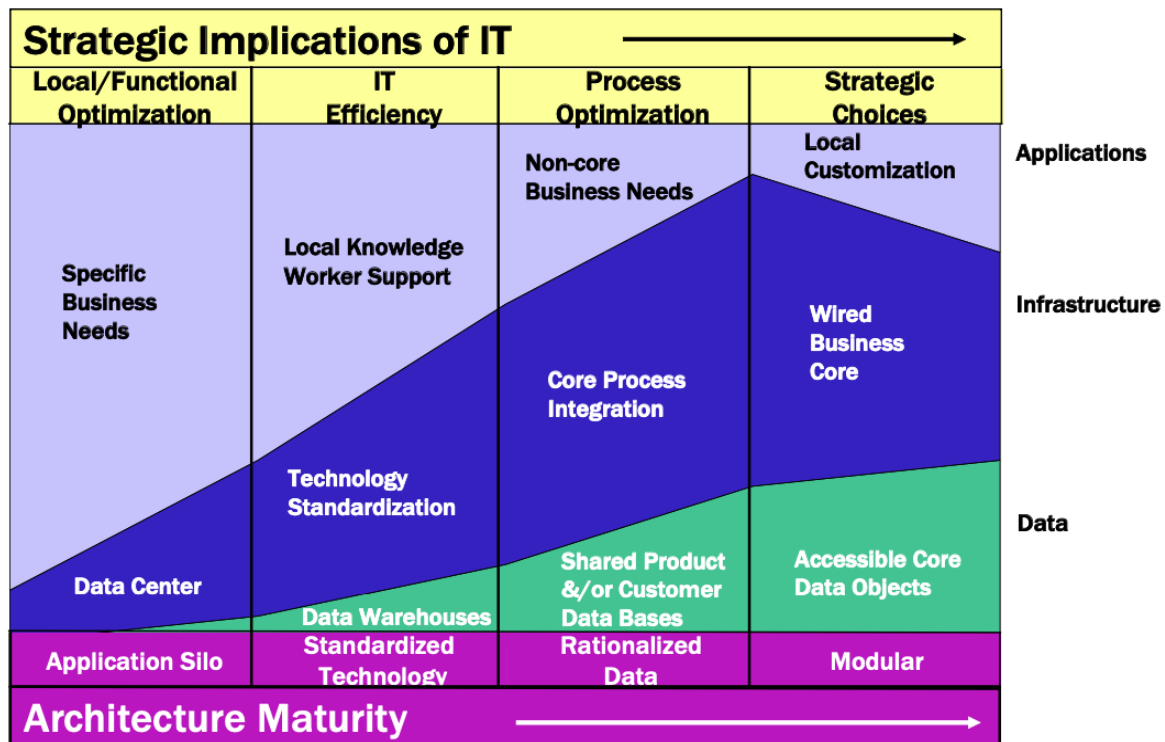 Strategic Implications of IT
Local/Functional
Optimization
IT
Efficiency
Process
Optimization
Strategic
Choices
Specific
Business
Needs
Local Knowledge
Worker Support
Non-core
Business Needs
Local
Customization
Applications
Data Center
Technology
Standardization
Core Process
Integration
Wired
Business
Core
Infrastructure
Data Warehouses
Shared Product
&/or Customer
Data Bases
Accessible Core
Data Objects
Data
Application Silo
Standardized
Technology
Rationalized
Data
Modular
Architecture Maturity